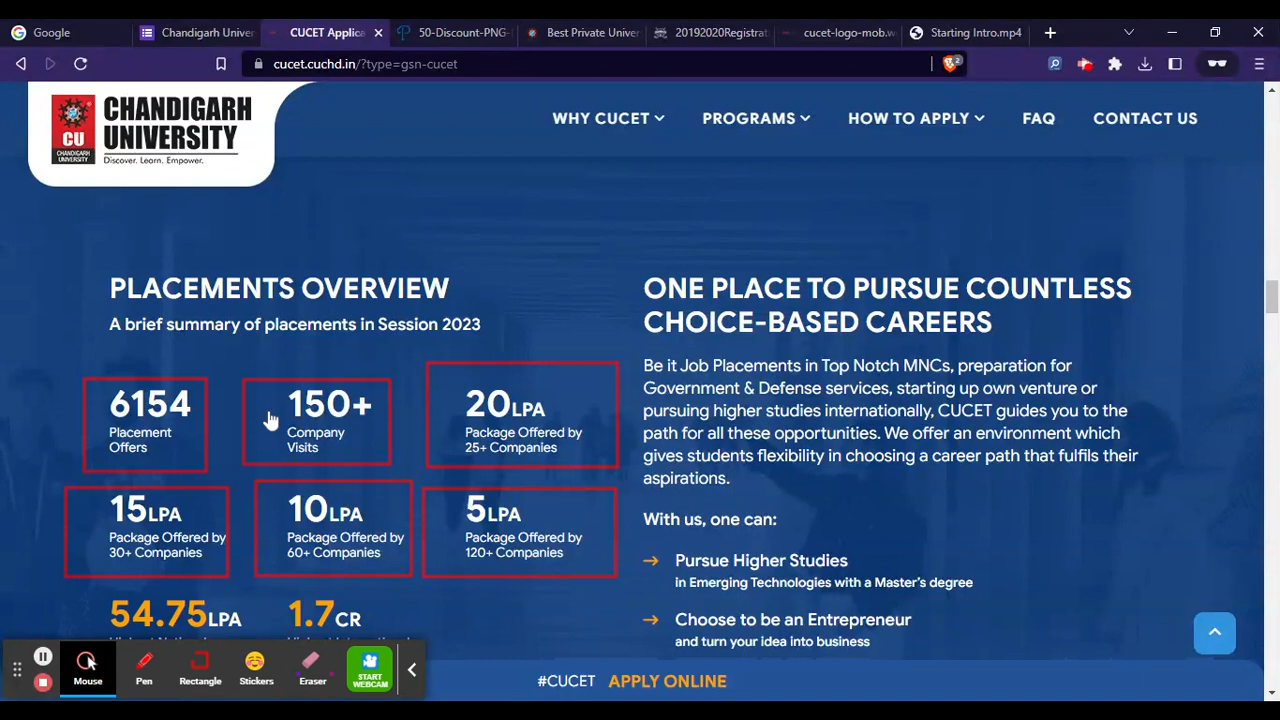 Google
Chandigarh Univer
CUCET Applica
50-Discount-PNG-
Best Private Univer
20192020Registrat
cucet-logo-mob.w
Starting Intro.mp4
cucet.cuchd.in/?type=gsn-cucet
2
CU
CHANDIGARH
UNIVERSITY
CHANDIGARH
UNIVERSITY
Discover. Learn. Empower.
WHY CUCET
PROGRAMS
HOW TO APPLY
FAQ
CONTACT US
PLACEMENTS OVERVIEW
A brief summary of placements in Session 2023
6154
Placement
Offers
150+
Company
Visits
20LPA
Package Offered by
25+ Companies
15LPA
Package Offered by
30+ Companies
10LPA
Package Offered by
60+ Companies
5LPA
Package Offered by
120+ Companies
54.75LPA
1.7CR
ONE PLACE TO PURSUE COUNTLESS
CHOICE-BASED CAREERS
Be it Job Placements in Top Notch MNCs, preparation for
Government & Defense services, starting up own venture or
pursuing higher studies internationally, CUCET guides you to the
path for all these opportunities. We offer an environment which
gives students flexibility in choosing a career path that fulfils their
aspirations.
With us, one can:
Pursue Higher Studies
in Emerging Technologies with a Master's degree
Choose to be an Entrepreneur
and turn your idea into business
Mouse
Pen
Rectangle
Stickers
Eraser
START
WEBCAM
#CUCET APPLY ONLINE